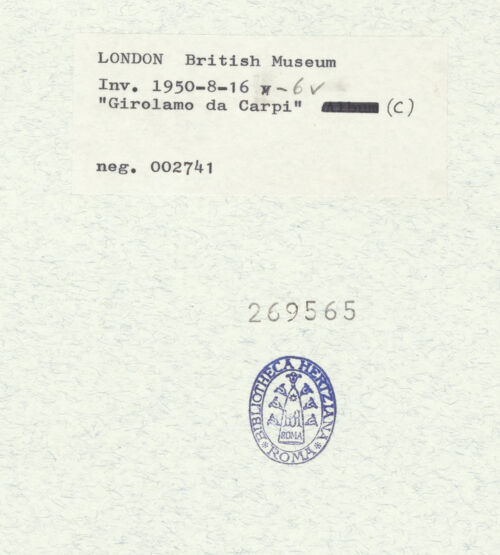 LONDON British Museum
Inv. 1950-8-16 - 6 v
"Girolamo da Carpi" (C)
neg. 002741
269565
BIBLIOTHECA HERTZIANA
ROMA
ROMA